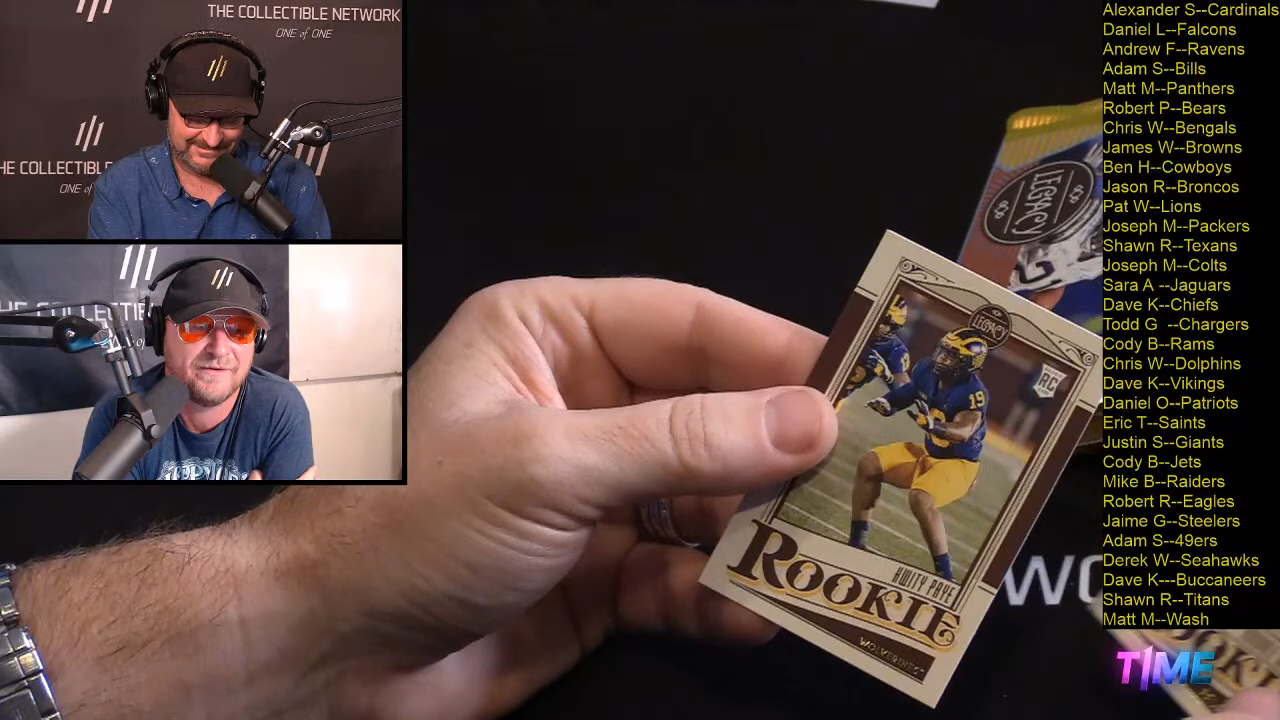 THE COLLECTIBLE NETWORK
ONE of ONE
THE COLLECTIB
ONE of
LEGACY
19
RC
KWITY PAYE
ROOKIE
WOLVERINES
LEGACY
Alexander S--Cardinals
Daniel L--Falcons
Andrew F--Ravens
Adam S--Bills
Matt M--Panthers
Robert P--Bears
Chris W--Bengals
James W--Browns
Ben H--Cowboys
Jason R--Broncos
Pat W--Lions
Joseph M--Packers
Shawn R--Texans
Joseph M--Colts
Sara A --Jaguars
Dave K--Chiefs
Todd G --Chargers
Cody B--Rams
Chris W--Dolphins
Dave K--Vikings
Daniel O--Patriots
Eric T--Saints
Justin S--Giants
Cody B--Jets
Mike B--Raiders
Robert R--Eagles
Jaime G--Steelers
Adam S--49ers
Derek W--Seahawks
Dave K---Buccaneers
Shawn R--Titans
Matt M--Wash
T/ME